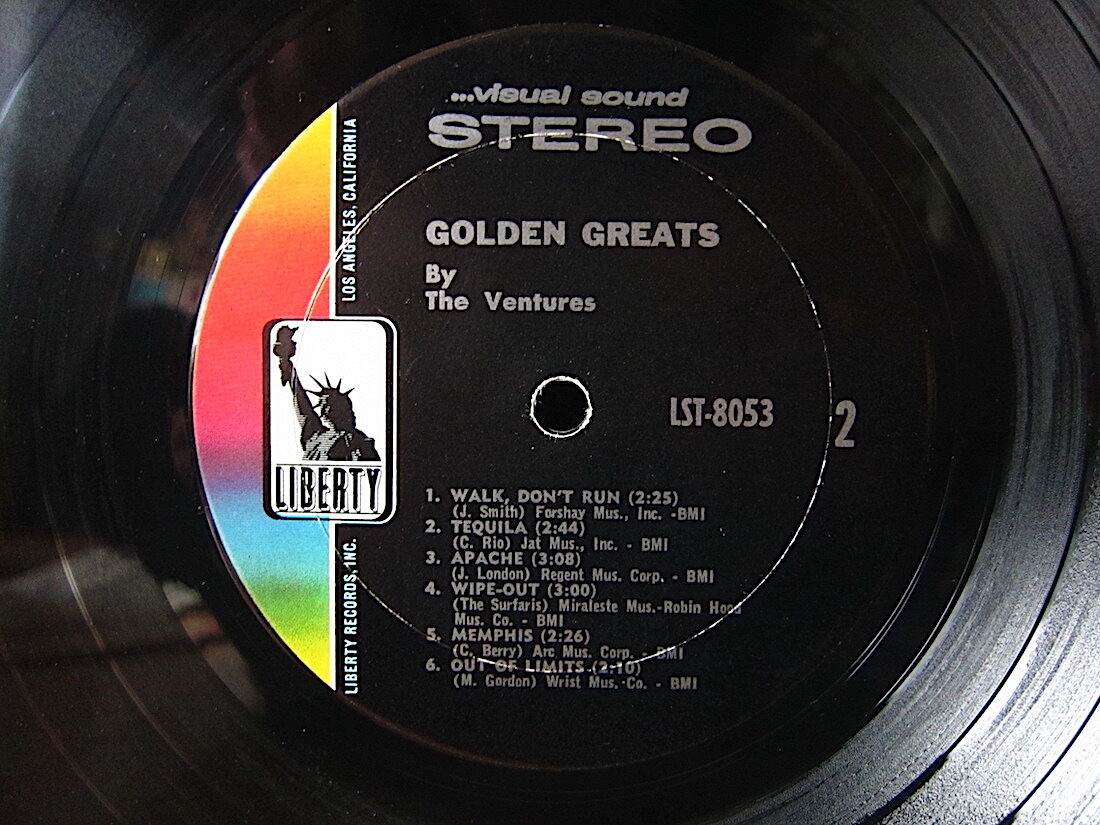 ...visual sound
STEREO
LOS ANGELES, CALIFORNIA
GOLDEN GREATS
By
The Ventures
LIBERTY
LST-8053
2
LIBERTY RECORDS, INC.
1. WALK, DON'T RUN (2:25)
(J. Smith) Forshay Mus., Inc. -BMI
2. TEQUILA (2:44)
(C. Rio) Jat Mus., Inc. - BMI
3. APACHE (3:08)
(J. London) Regent Mus. Corp. - BMI
4. WIPE-OUT (3:00)
(The Surfaris) Miraleste Mus.-Robin Hood
Mus. Co. - BMI
5. MEMPHIS (2:26)
(C. Berry) Arc Mus. Corp. - BMI
6. OUT OF LIMITS (2:10)
(M. Gordon) Wrist Mus. Co. - BMI